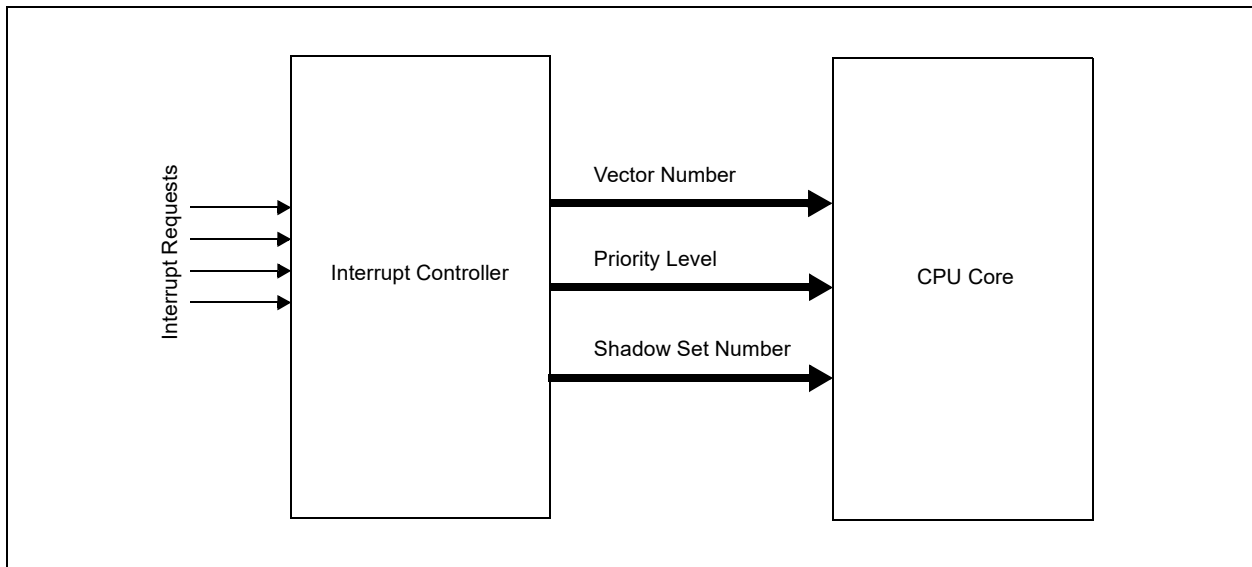 Interrupt Requests
Interrupt Controller
Vector Number
Priority Level
Shadow Set Number
CPU Core